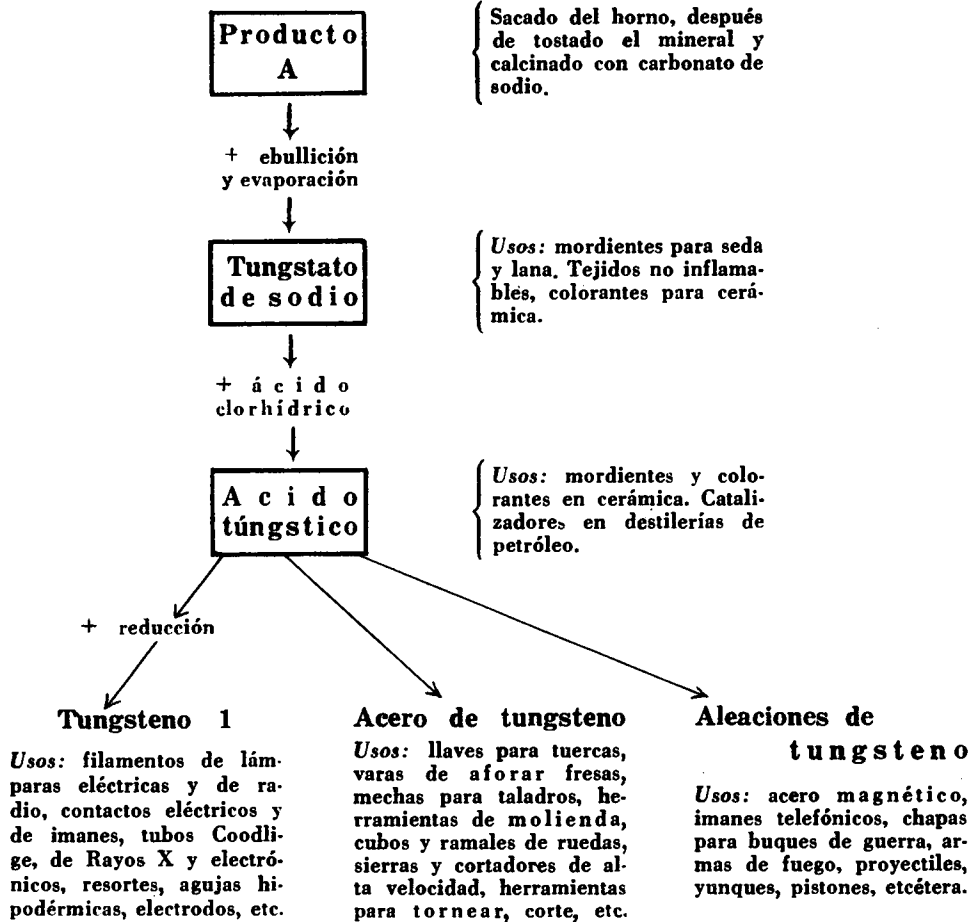 Producto
A
Sacado del horno, después
de tostado el mineral y
calcinado con carbonato de
sodio.
+ ebullición
y evaporación
Tungstato
de sodio
Usos: mordientes para seda
y lana. Tejidos no inflama-
bles, colorantes para cerá-
mica.
+ ácido
clorhídrico
Acido
túngstico
Usos: mordientes y colo-
rantes en cerámica. Catali-
zadores en destilerías de
petróleo.
+ reducción
Tungsteno 1
Usos: filamentos de lám-
paras eléctricas y de ra-
dio, contactos eléctricos y
de imanes, tubos Coodli-
ge, de Rayos X y electró-
nicos, resortes, agujas hi-
podérmicas, electrodos, etc.
Acero de tungsteno
Usos: llaves para tuercas,
varas de aforar fresas,
mechas para taladros, he-
rramientas de molienda,
cubos y ramales de ruedas,
sierras y cortadores de al-
ta velocidad, herramientas
para tornear, corte, etc.
Aleaciones de
tungsteno
Usos: acero magnético,
imanes telefónicos, chapas
para buques de guerra, ar-
mas de fuego, proyectiles,
yunques, pistones, etcétera.